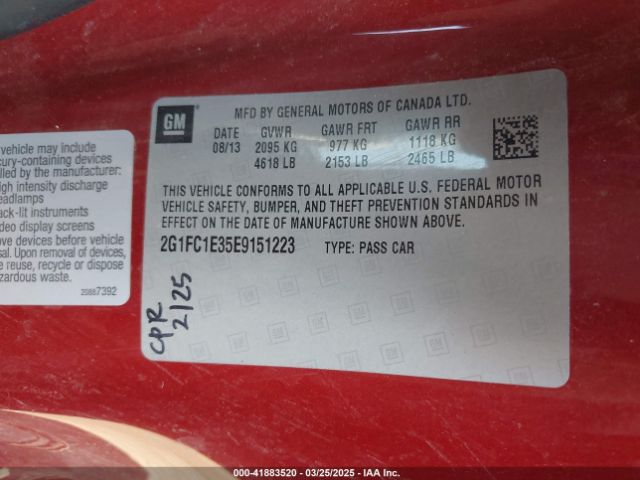 GM
MFD BY GENERAL MOTORS OF CANADA LTD.
DATE GVWR GAWR FRT GAWR RR
08/13 2095 KG 977 KG 1118 KG
4618 LB 2153 LB 2465 LB
THIS VEHICLE CONFORMS TO ALL APPLICABLE U.S. FEDERAL MOTOR
VEHICLE SAFETY, BUMPER, AND THEFT PREVENTION STANDARDS IN
EFFECT ON THE DATE OF MANUFACTURE SHOWN ABOVE.
2G1FC1E35E9151223 TYPE: PASS CAR
CPR
2/25
vehicle may include
cury-containing devices
lled by the manufacturer:
igh intensity discharge
eadlamps
ack-lit instruments
ideo display screens
ove devices before vehicle
sal. Upon removal of devices,
e reuse, recycle or dispose
azardous waste.
20887392
000-41883520 • 03/25/2025 • IAA Inc.